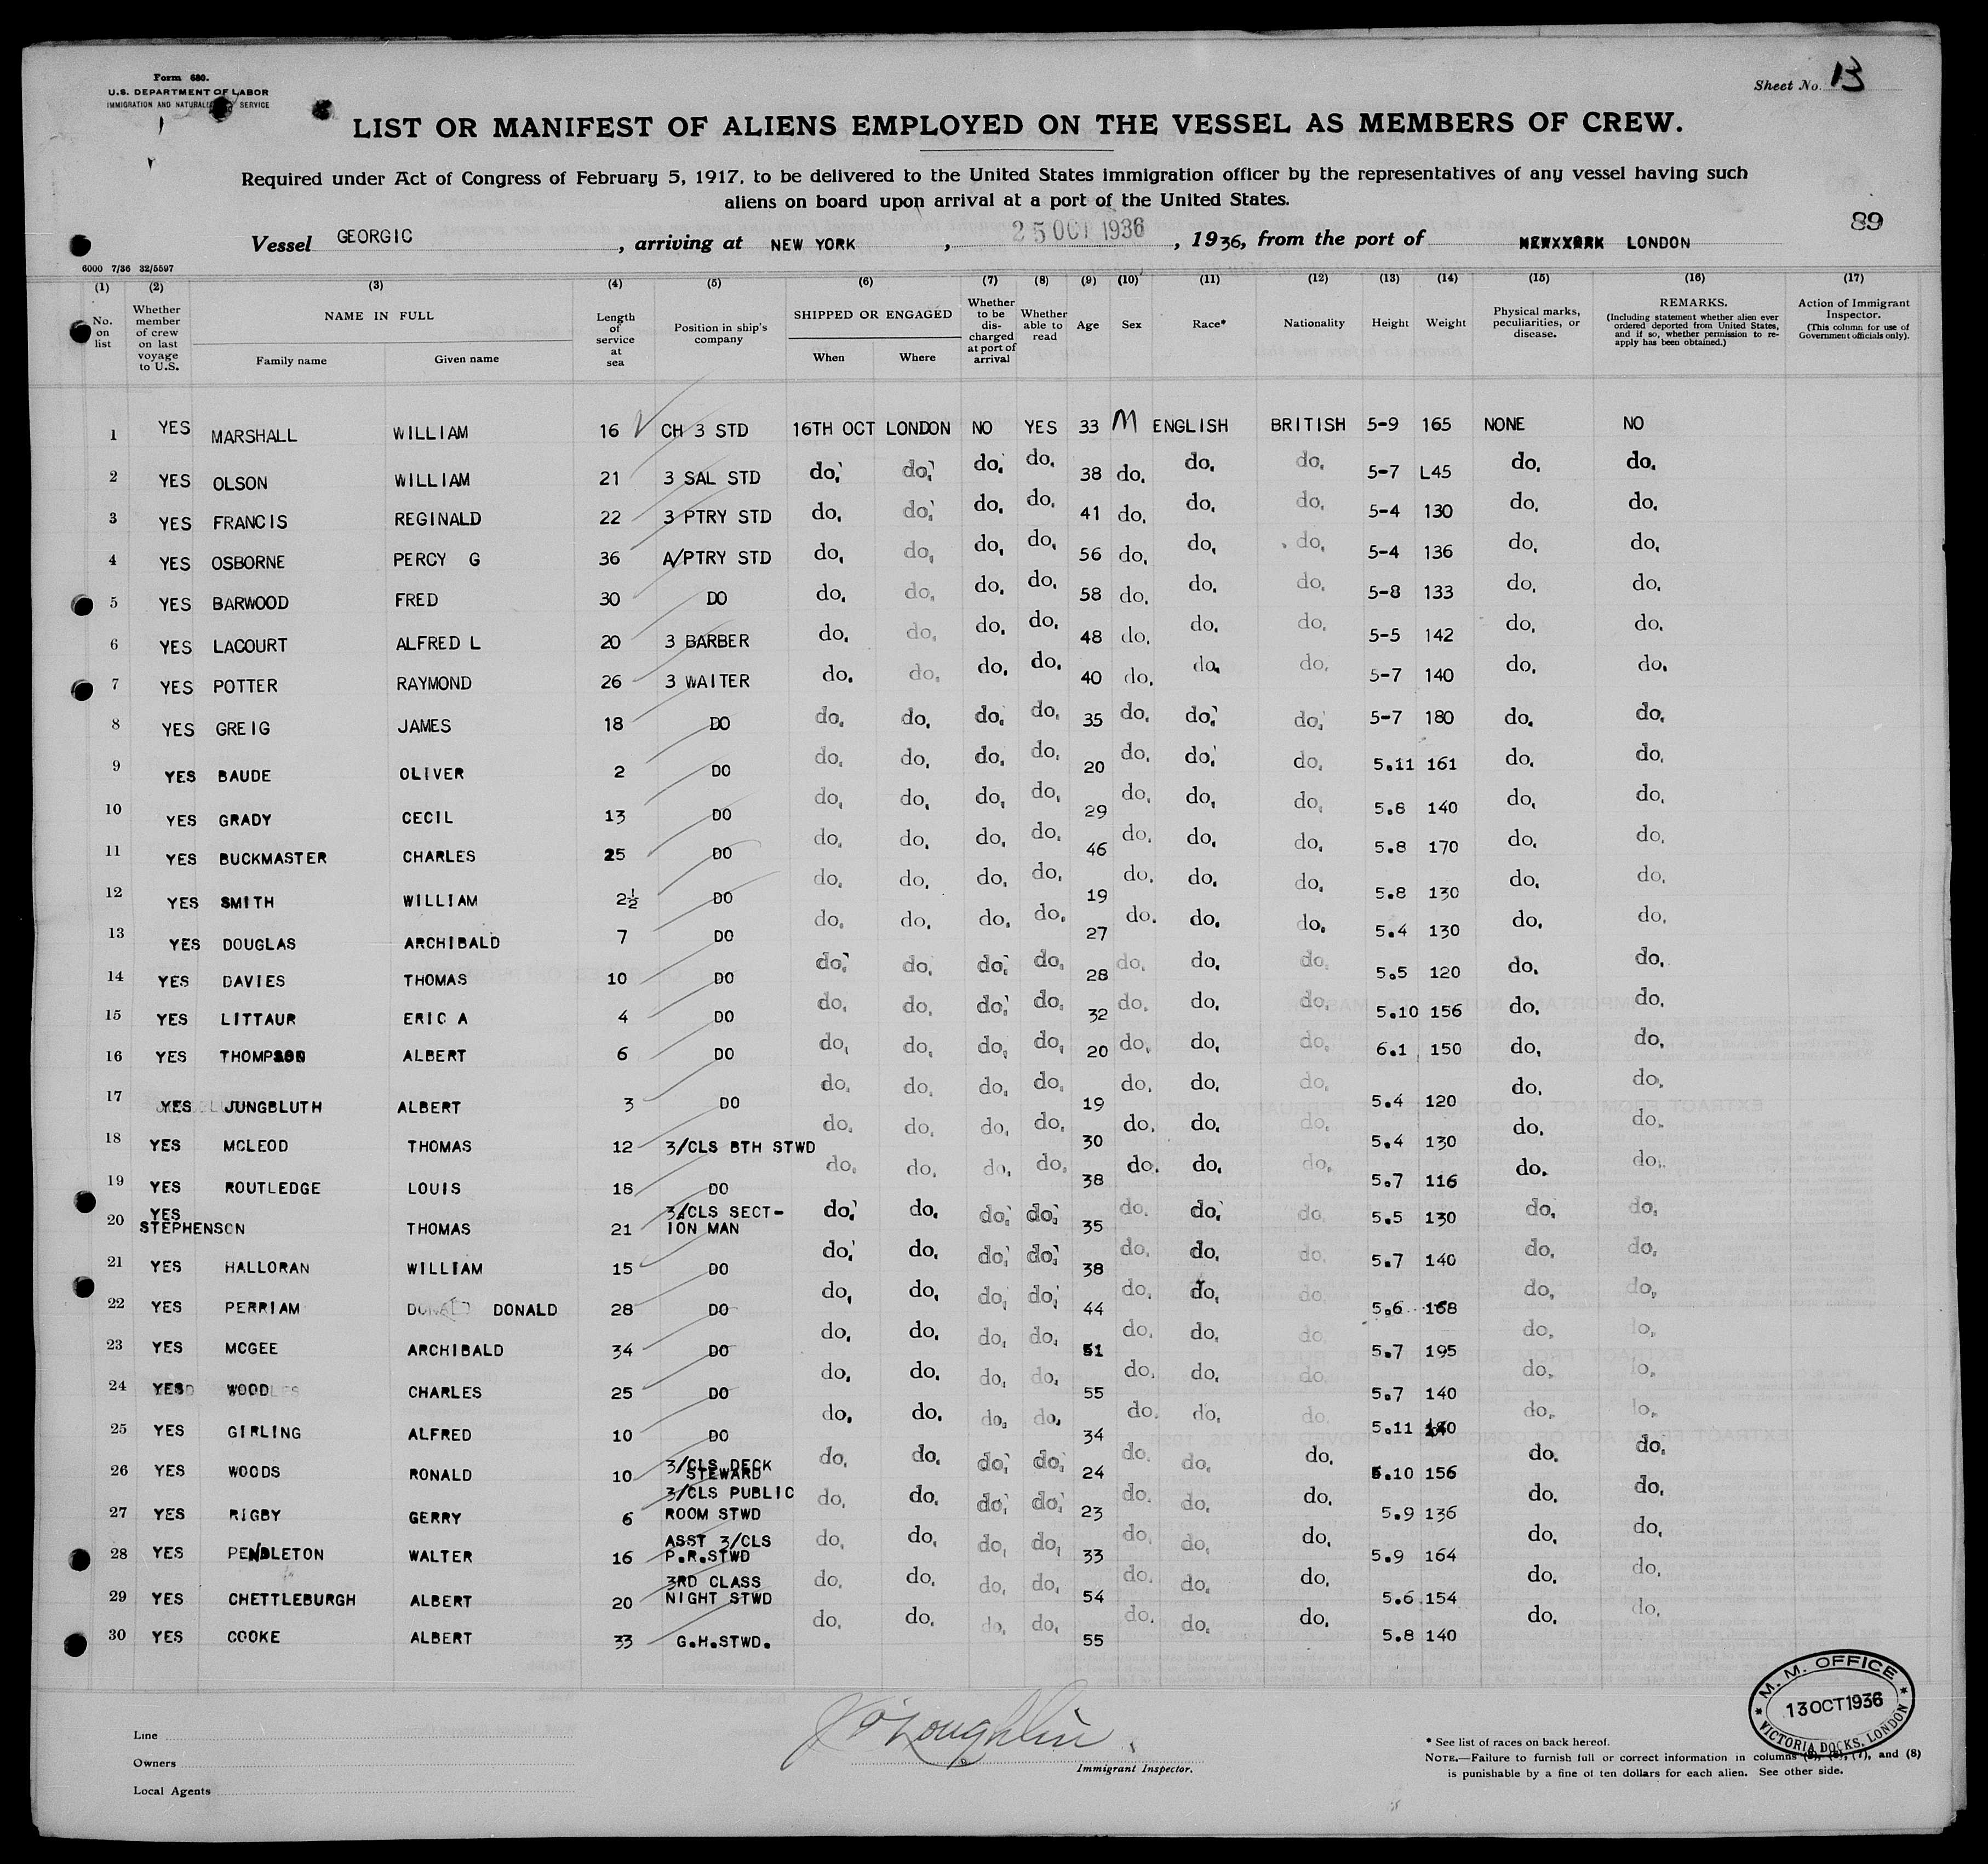 Form 680.
U.S. DEPARTMENT OF LABOR
IMMIGRATION AND SERVICE
Sheet No. 13
LIST OR MANIFEST OF ALIENS EMPLOYED ON THE VESSEL AS MEMBERS OF CREW.
Required under Act of Congress of February 5, 1917, to be delivered to the United States immigration officer by the representatives of any vessel having such
aliens on board upon arrival at a port of the United States.
89
Vessel GEORGIC, arriving at NEW YORK, 25 OCT 1936, 1936, from the port of LONDON
6000 7/36 32/5597
(1) (2) (3) (4) (5) (6) (7) (8) (9) (10) (11) (12) (13) (14) (15) (16) (17)
No. on list
Whether member of crew on last voyage to U.S.
NAME IN FULL
Family name Given name
Length of service at sea
Position in ship's company
SHIPPED OR ENGAGED
When Where
Whether to be discharged at port of arrival
Whether able to read
Age
Sex
Race*
Nationality
Height
Weight
Physical marks, peculiarities, or disease.
REMARKS.
(Including statement whether alien ever ordered deported from United States, and if so, whether permission to reapply has been obtained.)
Action of Immigrant Inspector.
(This column for use of Government officials only).
1 YES MARSHALL WILLIAM 16 CH 3 STD 16TH OCT LONDON NO YES 33 M ENGLISH BRITISH 5-9 165 NONE NO
2 YES OLSON WILLIAM 21 3 SAL STD do. do. do. do. 38 do. do. do. 5-7 L45 do. do.
3 YES FRANCIS REGINALD 22 3 PTRY STD do. do. do. do. 41 do. do. do. 5-4 130 do. do.
4 YES OSBORNE PERCY G 36 A/PTRY STD do. do. do. do. 56 do. do. do. 5-4 136 do. do.
5 YES BARWOOD FRED 30 DO do. do. do. do. 58 do. do. do. 5-8 133 do. do.
6 YES LACOURT ALFRED L 20 3 BARBER do. do. do. do. 48 do. do. do. 5-5 142 do. do.
7 YES POTTER RAYMOND 26 3 WAITER do. do. do. do. 40 do. do. do. 5-7 140 do. do.
8 YES GREIG JAMES 18 DO do. do. do. do. 35 do. do. do. 5-7 180 do. do.
9 YES BAUDE OLIVER 2 DO do. do. do. do. 20 do. do. do. 5.11 161 do. do.
10 YES GRADY CECIL 13 DO do. do. do. do. 29 do. do. do. 5.8 140 do. do.
11 YES BUCKMASTER CHARLES 25 DO do. do. do. do. 46 do. do. do. 5.8 170 do. do.
12 YES SMITH WILLIAM 2½ DO do. do. do. do. 19 do. do. do. 5.8 130 do. do.
13 YES DOUGLAS ARCHIBALD 7 DO do. do. do. do. 27 do. do. do. 5.4 130 do. do.
14 YES DAVIES THOMAS 10 DO do. do. do. do. 28 do. do. do. 5.5 120 do. do.
15 YES LITTAUR ERIC A 4 DO do. do. do. do. 32 do. do. do. 5.10 156 do. do.
16 YES THOMPSON ALBERT 6 DO do. do. do. do. 20 do. do. do. 6.1 150 do. do.
17 YES JUNGBLUTH ALBERT 3 DO do. do. do. do. 19 do. do. do. 5.4 120 do. do.
18 YES MCLEOD THOMAS 12 3/CLS BTH STWD do. do. do. do. 30 do. do. do. 5.4 130 do. do.
19 YES ROUTLEDGE LOUIS 18 DO do. do. do. do. 38 do. do. do. 5.7 116 do. do.
20 YES STEPHENSON THOMAS 21 3/CLS SECT-ION MAN do. do. do. do. 35 do. do. do. 5.5 130 do. do.
21 YES HALLORAN WILLIAM 15 DO do. do. do. do. 38 do. do. do. 5.7 140 do. do.
22 YES PERRIAM DONALD 28 DO do. do. do. do. 44 do. do. do. 5.6 168 do. do.
23 YES MCGEE ARCHIBALD 34 DO do. do. do. do. 51 do. do. do. 5.7 195 do. do.
24 YES WOOD CHARLES 25 DO do. do. do. do. 55 do. do. do. 5.7 140 do. do.
25 YES GIRLING ALFRED 10 DO do. do. do. do. 34 do. do. do. 5.11 do. do.
26 YES WOODS RONALD 10 3/CLS DECK STEWARD do. do. do. do. 24 do. do. do. 5.10 156 do. do.
27 YES RIGBY GERRY 6 3/CLS PUBLIC ROOM STWD do. do. do. do. 23 do. do. do. 5.9 136 do. do.
28 YES PENDLETON WALTER 16 ASST 3/CLS P.R.STWD do. do. do. do. 33 do. do. do. 5.9 164 do. do.
29 YES CHETTLEBURGH ALBERT 20 3RD CLASS NIGHT STWD do. do. do. do. 54 do. do. do. 5.6 154 do. do.
30 YES COOKE ALBERT 33 G.H.STWD. do. do. do. do. 55 do. do. do. 5.8 140 do. do.
Line
Owners
Local Agents
J O'Loughlin
Immigrant Inspector.
* See list of races on back hereof.
NOTE.—Failure to furnish full or correct information in columns (7), and (8)
is punishable by a fine of ten dollars for each alien. See other side.
M. M. OFFICE
13 OCT 1936
VICTORIA DOCKS, LONDON